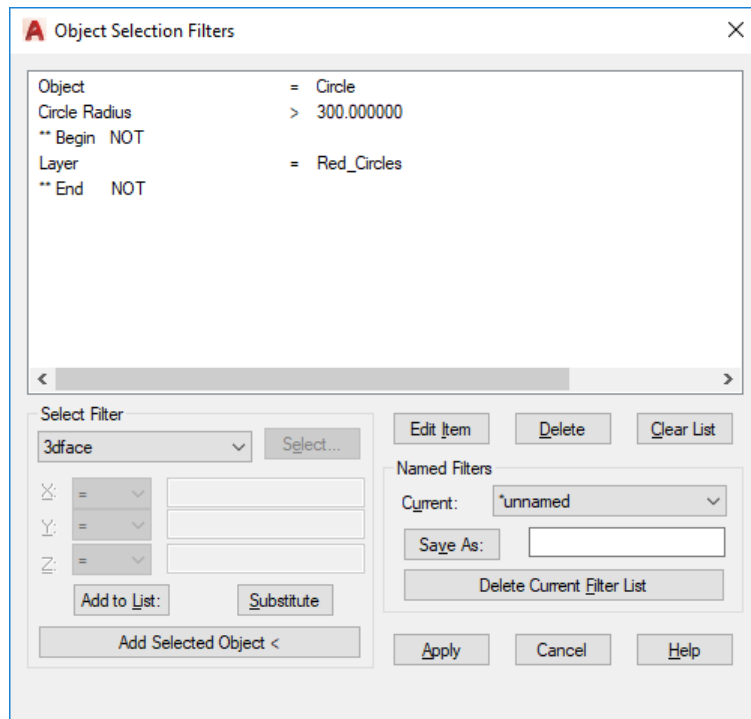 Object Selection Filters
Object = Circle
Circle Radius > 300.000000
** Begin NOT
Layer = Red_Circles
** End NOT
Select Filter
3dface Select...
X: =
Y: =
Z: =
Add to List: Substitute
Add Selected Object <
Edit Item Delete Clear List
Named Filters
Current: *unnamed
Save As:
Delete Current Filter List
Apply Cancel Help